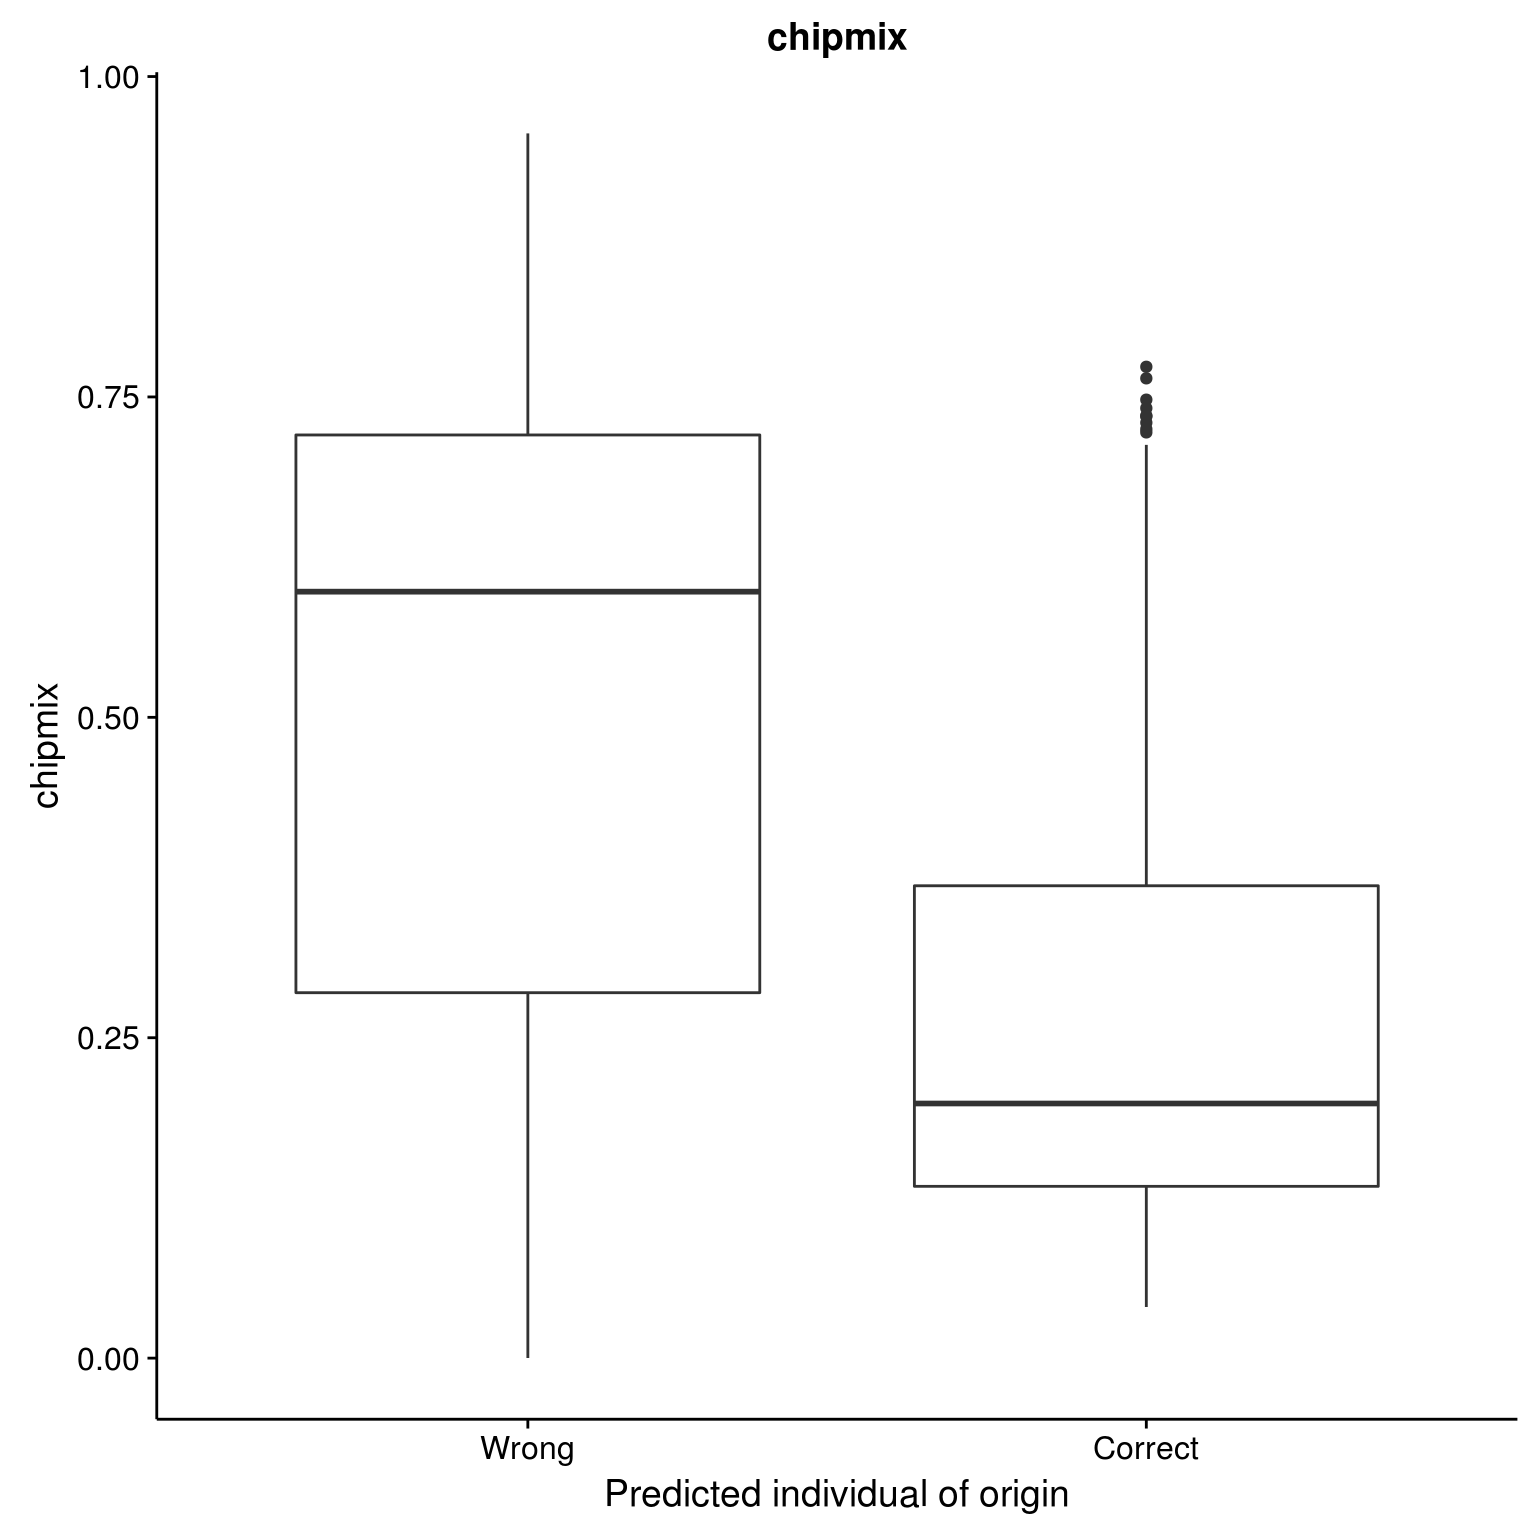 chipmix
chipmix
1.00
0.75
0.50
0.25
0.00
Wrong Correct
Predicted individual of origin